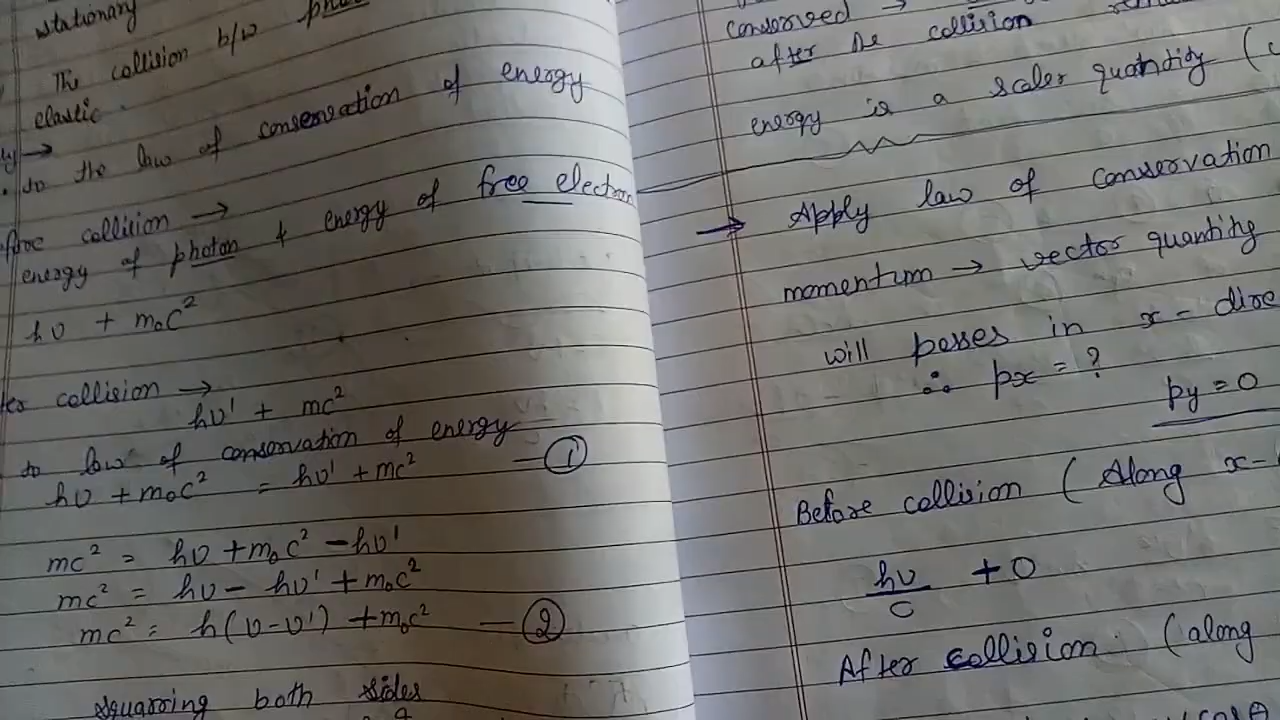 stationary
The collision b/w
elastic
to the law of conservation of energy
collision →
energy of photon + energy of free electron
hυ + m₀c²
collision →
hυ' + mc²
to law of conservation of energy
hυ + m₀c² = hυ' + mc² — ①
mc² = hυ + m₀c² - hυ'
mc² = hυ - hυ' + m₀c²
mc² = h(υ-υ') + m₀c² — ②
Squarring both sides
conserved →
after the collision
energy is a scaler quantity (
→ Apply law of conservation
momentum → vector quantity
will posses in x-dire
∴ px = ?
py = 0
Before collision (Along x-
hυ/c + 0
After collision (along
cosθ